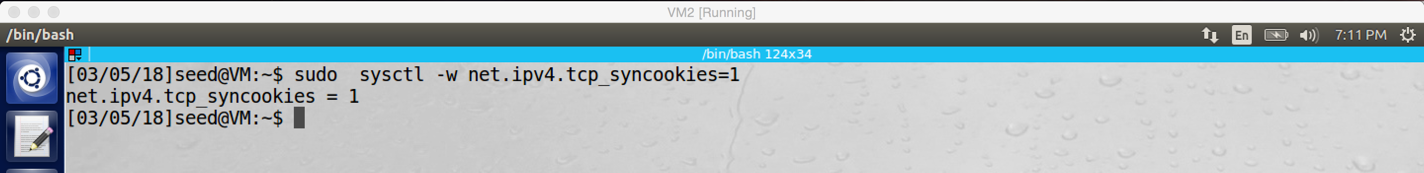 VM2 [Running]
/bin/bash
En
7:11 PM
/bin/bash 124x34
[03/05/18]seed@VM:~$ sudo  sysctl -w net.ipv4.tcp_syncookies=1
net.ipv4.tcp_syncookies = 1
[03/05/18]seed@VM:~$